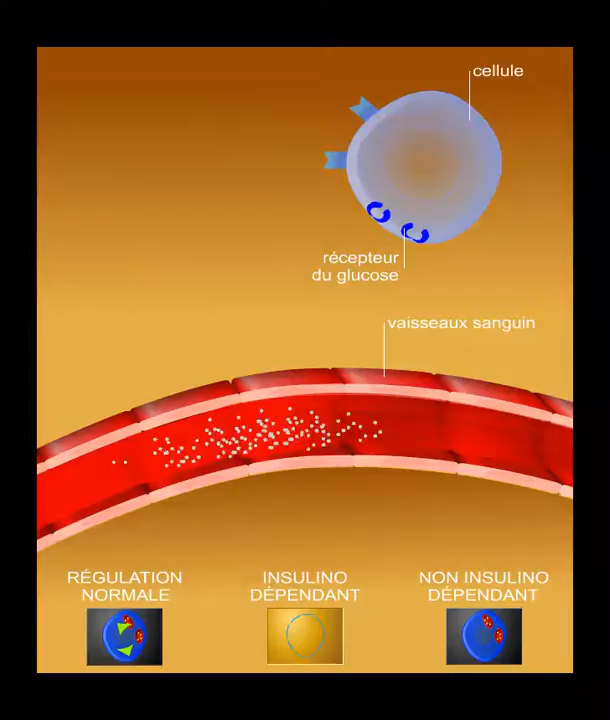 cellule
récepteur
du glucose
vaisseaux sanguin
RÉGULATION
NORMALE
INSULINO
DÉPENDANT
NON INSULINO
DÉPENDANT